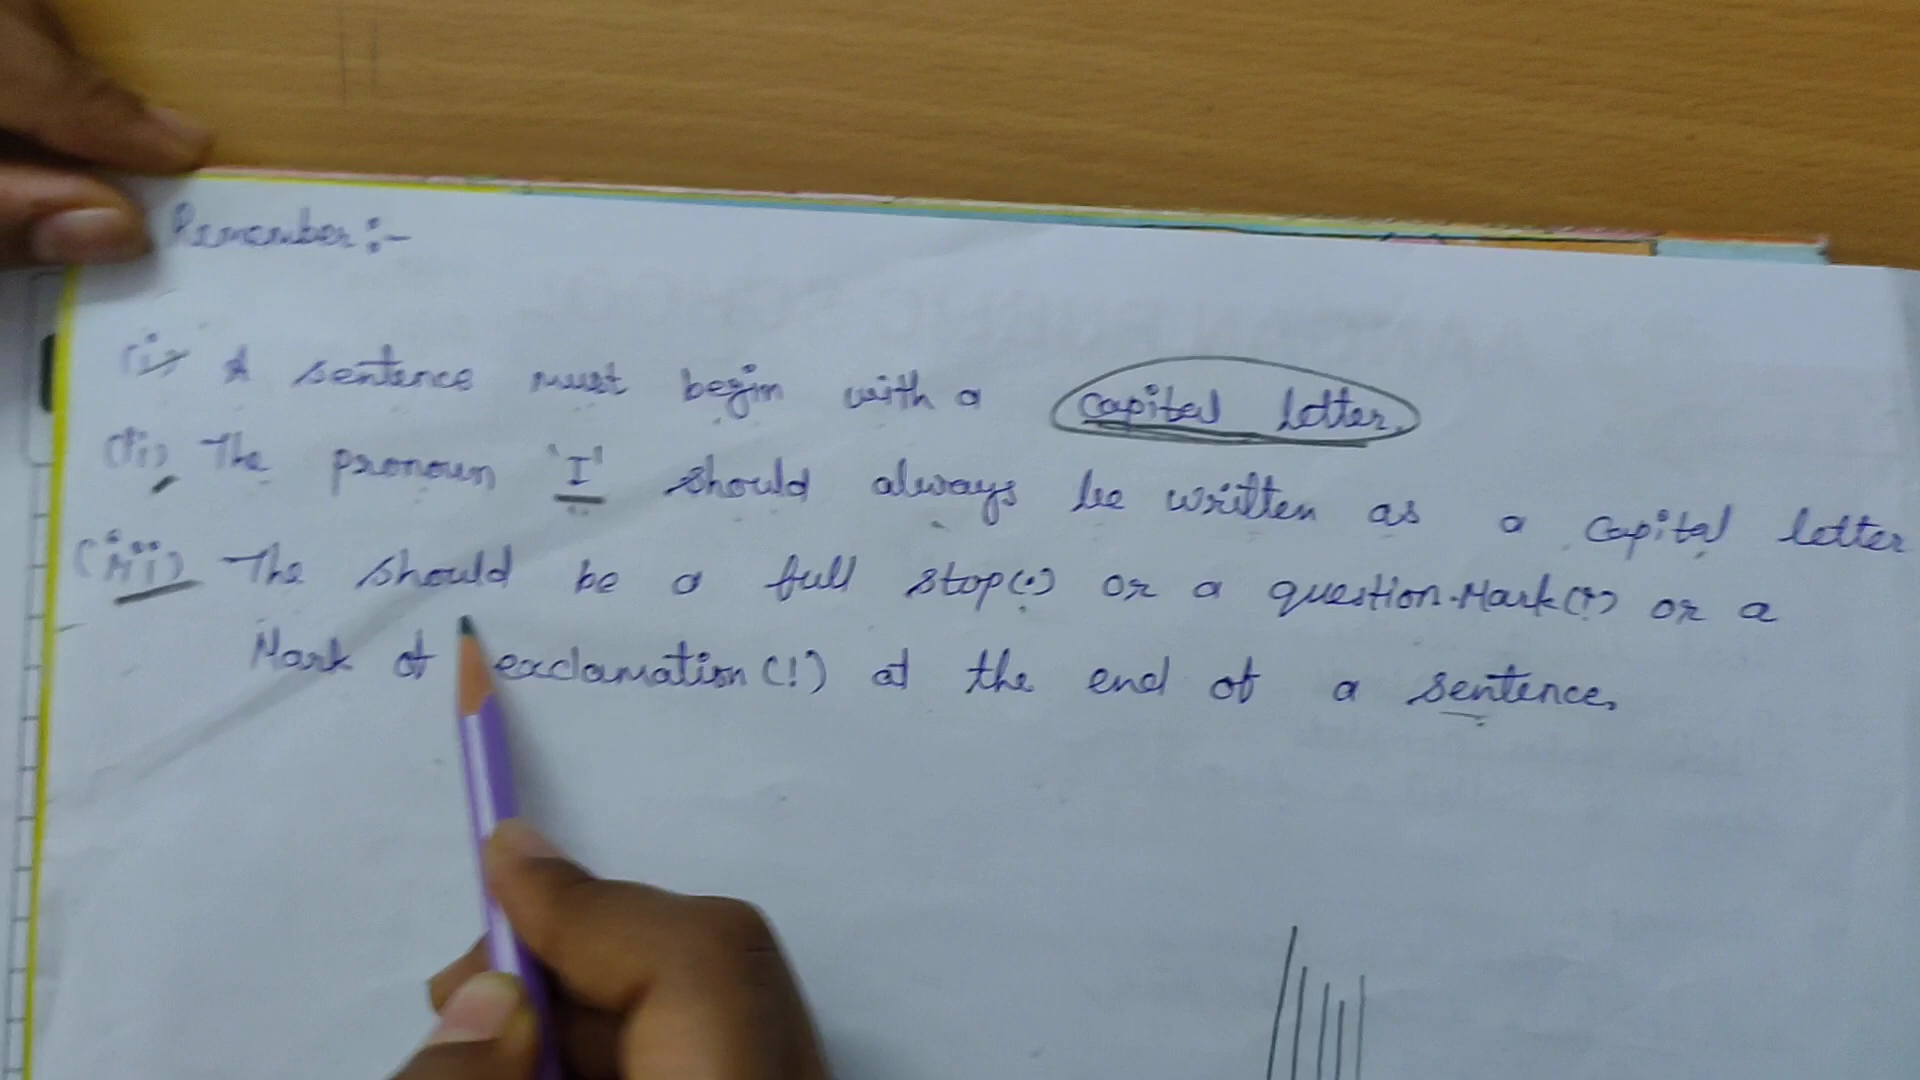 Remember:-
(i) A sentence must begin with a capital letter.
(ii) The pronoun 'I' should always be written as a capital letter
(iii) The should be a full stop(.) or a question-Mark(?) or a
Mark of exclamation(!) at the end of a sentence.